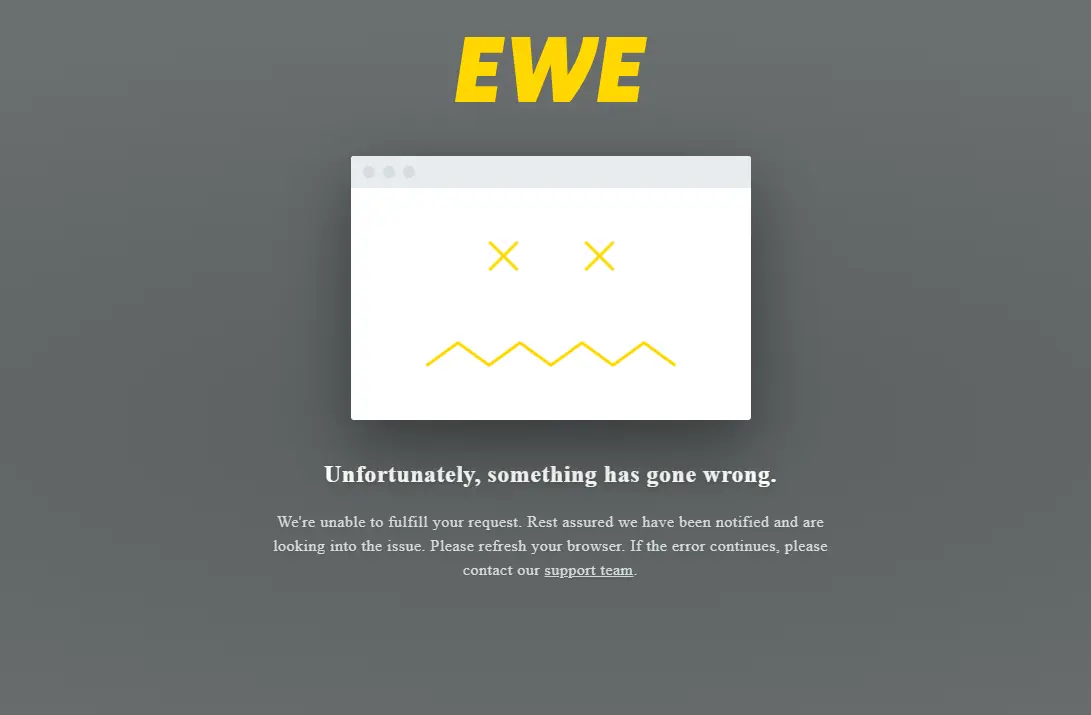 EWE
Unfortunately, something has gone wrong.
We're unable to fulfill your request. Rest assured we have been notified and are
looking into the issue. Please refresh your browser. If the error continues, please
contact our support team.